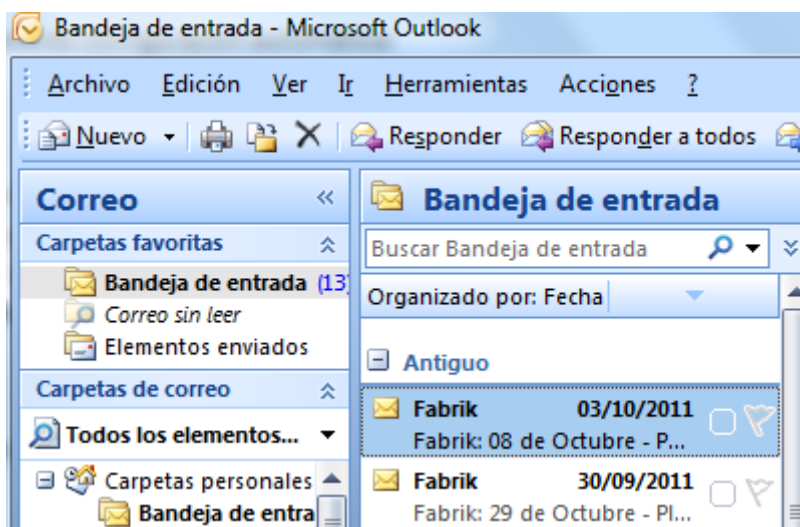 Bandeja de entrada - Microsoft Outlook
Archivo Edición Ver Ir Herramientas Acciones ?
Nuevo Responder Responder a todos
Correo «
Carpetas favoritas
Bandeja de entrada (13)
Correo sin leer
Elementos enviados
Carpetas de correo
Todos los elementos...
Carpetas personales
Bandeja de entra
Bandeja de entrada
Buscar Bandeja de entrada
Organizado por: Fecha
Antiguo
Fabrik 03/10/2011
Fabrik: 08 de Octubre - P...
Fabrik 30/09/2011
Fabrik: 29 de Octubre - Pl...